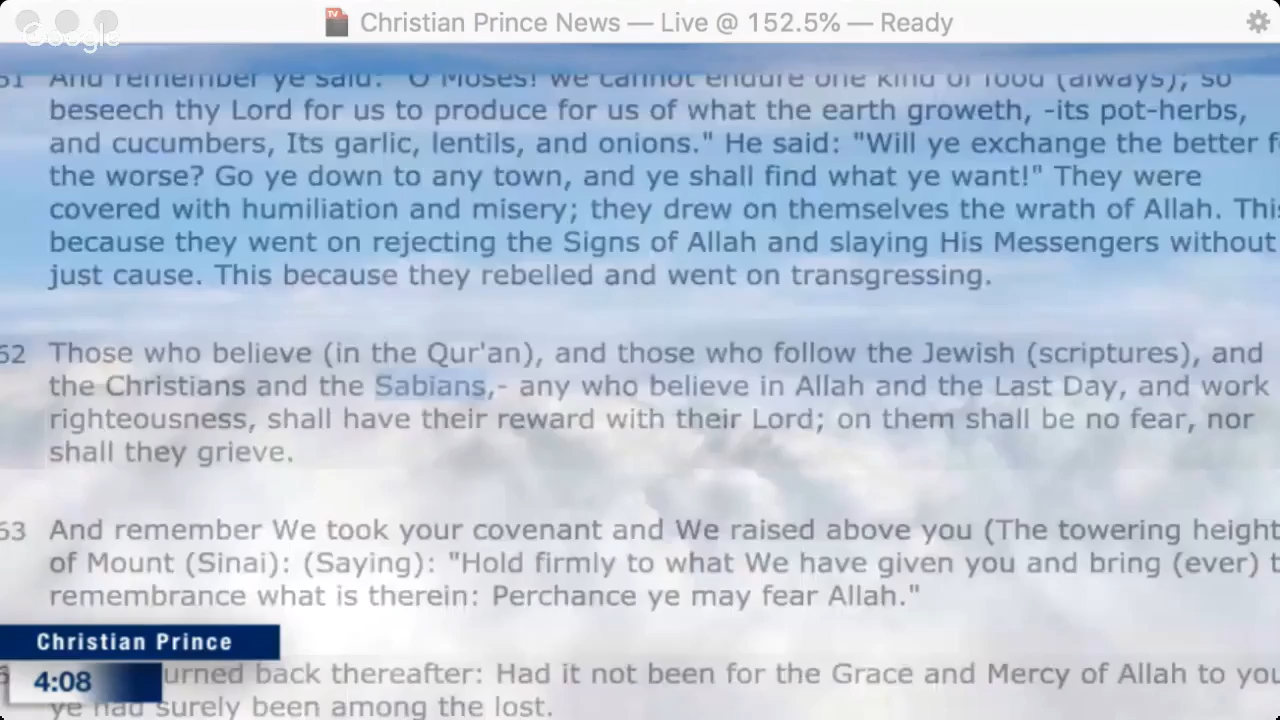 Christian Prince News — Live @ 152.5% — Ready
Google
61 And remember ye said: "O Moses! we cannot endure one kind of food (always); so
beseech thy Lord for us to produce for us of what the earth groweth, -its pot-herbs,
and cucumbers, Its garlic, lentils, and onions." He said: "Will ye exchange the better f
the worse? Go ye down to any town, and ye shall find what ye want!" They were
covered with humiliation and misery; they drew on themselves the wrath of Allah. This
because they went on rejecting the Signs of Allah and slaying His Messengers without
just cause. This because they rebelled and went on transgressing.
62 Those who believe (in the Qur'an), and those who follow the Jewish (scriptures), and
the Christians and the Sabians,- any who believe in Allah and the Last Day, and work
righteousness, shall have their reward with their Lord; on them shall be no fear, nor
shall they grieve.
63 And remember We took your covenant and We raised above you (The towering height
of Mount (Sinai): (Saying): "Hold firmly to what We have given you and bring (ever) t
remembrance what is therein: Perchance ye may fear Allah."
Christian Prince
urned back thereafter: Had it not been for the Grace and Mercy of Allah to you
4:08
ye had surely been among the lost.